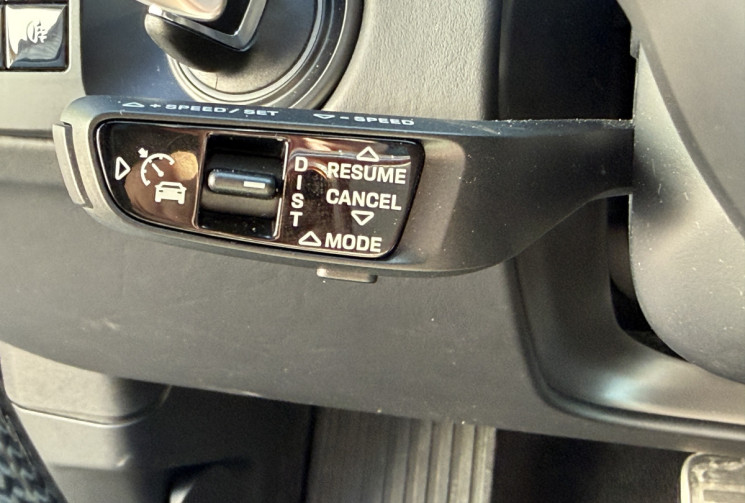 + SPEED / SET - SPEED
DIST
RESUME
CANCEL
MODE